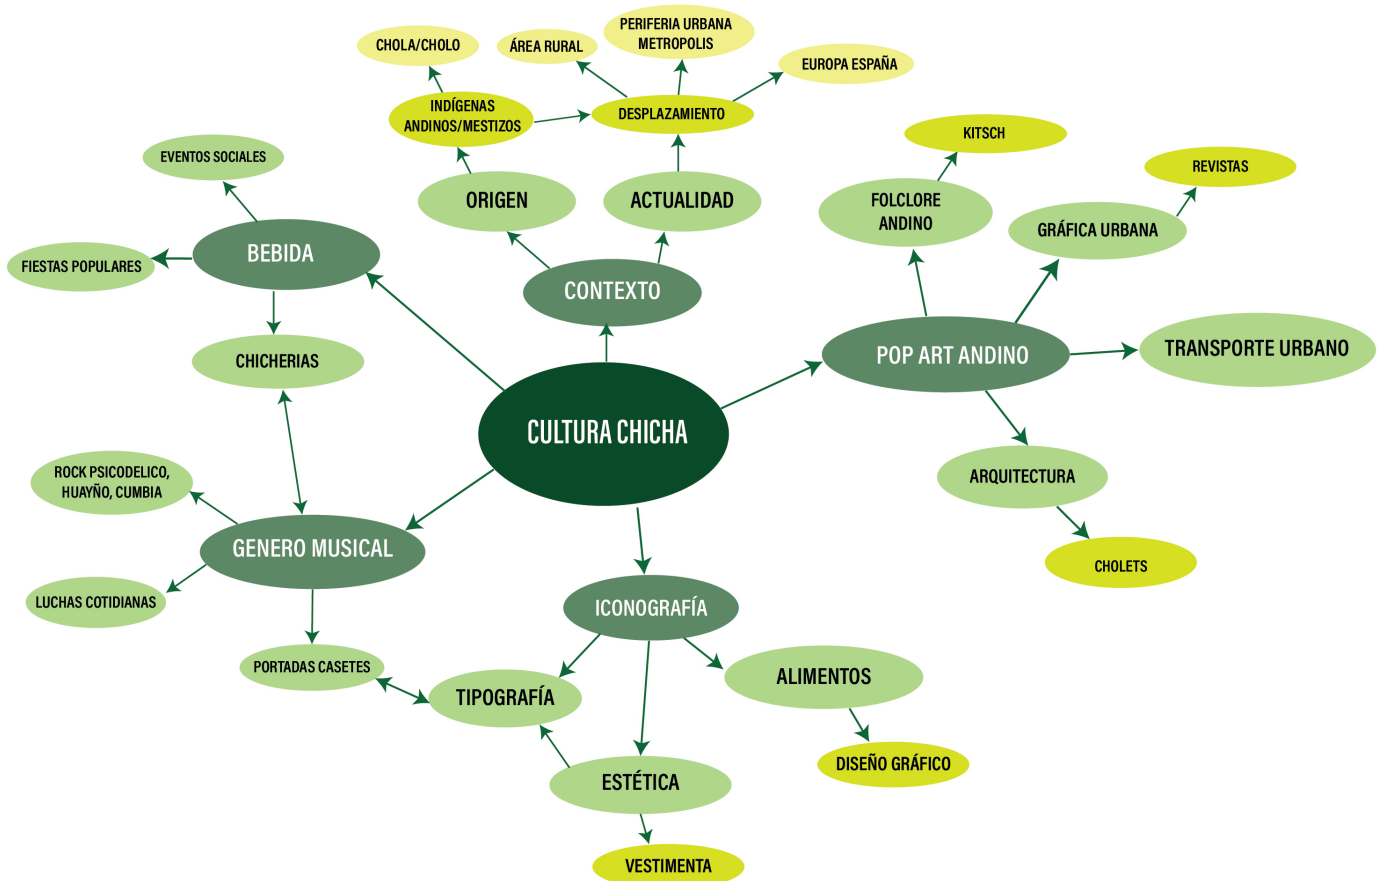 PERIFERIA URBANA
METROPOLIS
CHOLA/CHOLO
ÁREA RURAL
EUROPA ESPAÑA
INDÍGENAS
ANDINOS/MESTIZOS
DESPLAZAMIENTO
KITSCH
EVENTOS SOCIALES
REVISTAS
ORIGEN
ACTUALIDAD
FOLCLORE
ANDINO
GRÁFICA URBANA
BEBIDA
FIESTAS POPULARES
CONTEXTO
CHICHERIAS
POP ART ANDINO
TRANSPORTE URBANO
CULTURA CHICHA
ROCK PSICODELICO,
HUAYÑO, CUMBIA
ARQUITECTURA
GENERO MUSICAL
CHOLETS
LUCHAS COTIDIANAS
ICONOGRAFÍA
PORTADAS CASETES
TIPOGRAFÍA
ALIMENTOS
ESTÉTICA
DISEÑO GRÁFICO
VESTIMENTA